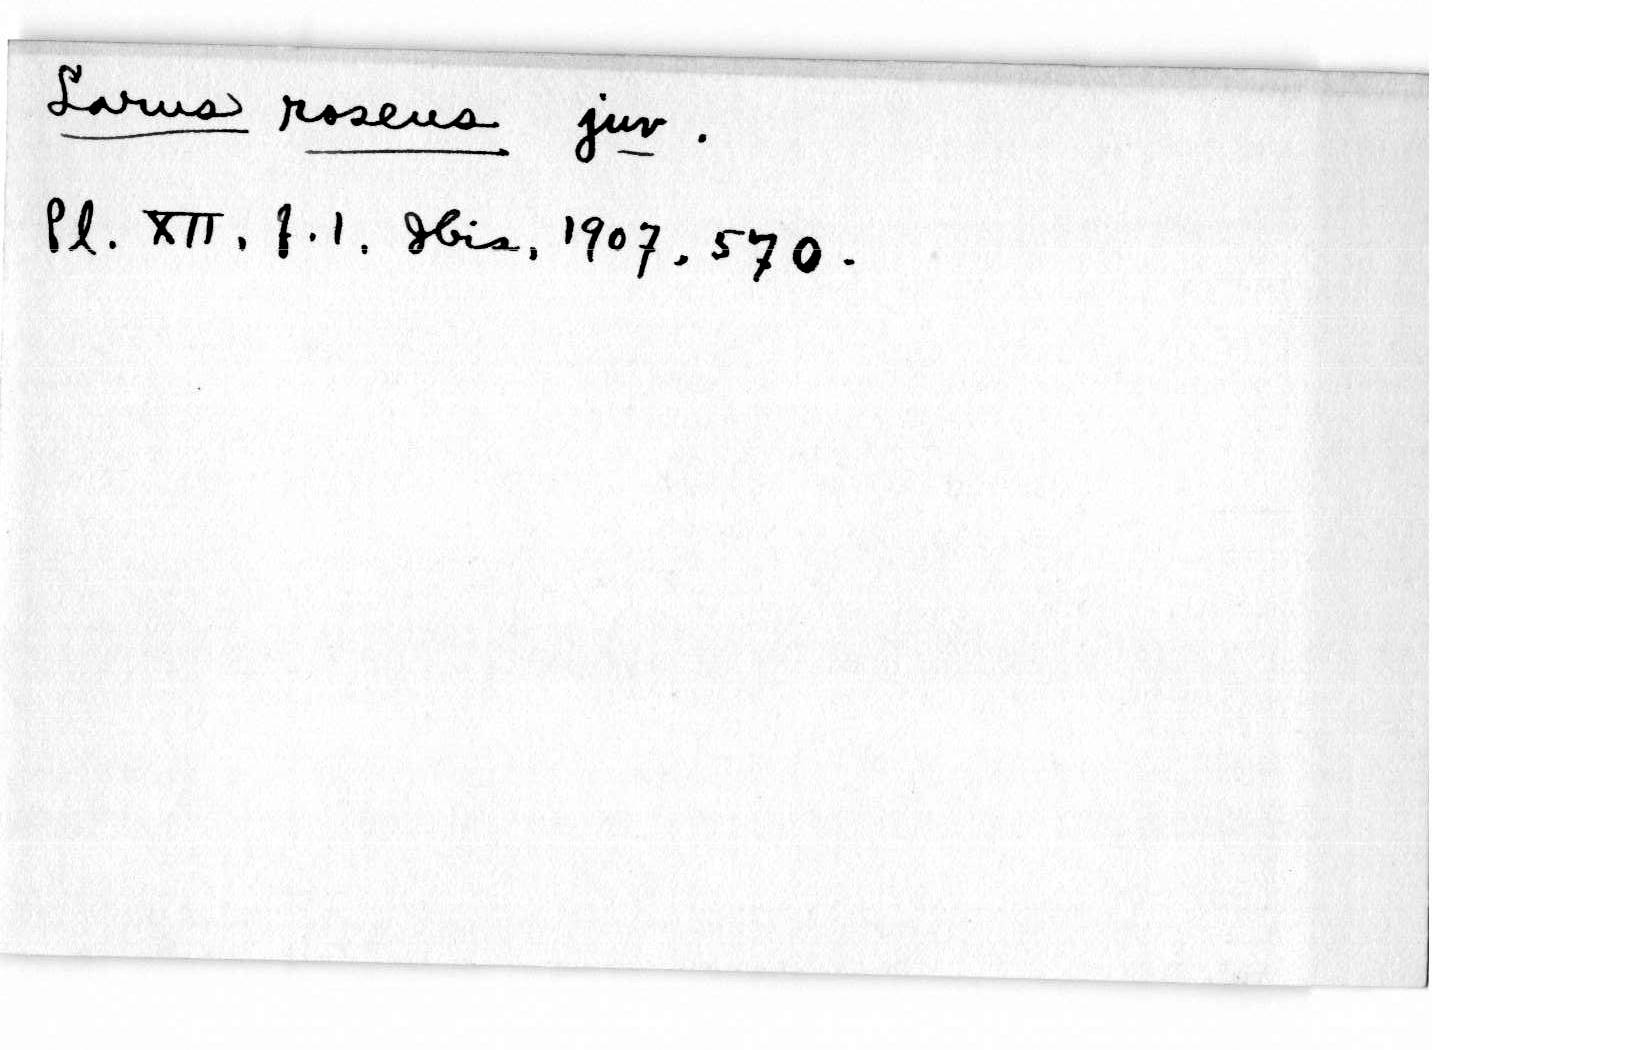 Larus roseus juv.
Pl. XII, f.1. Ibis, 1907, 570.